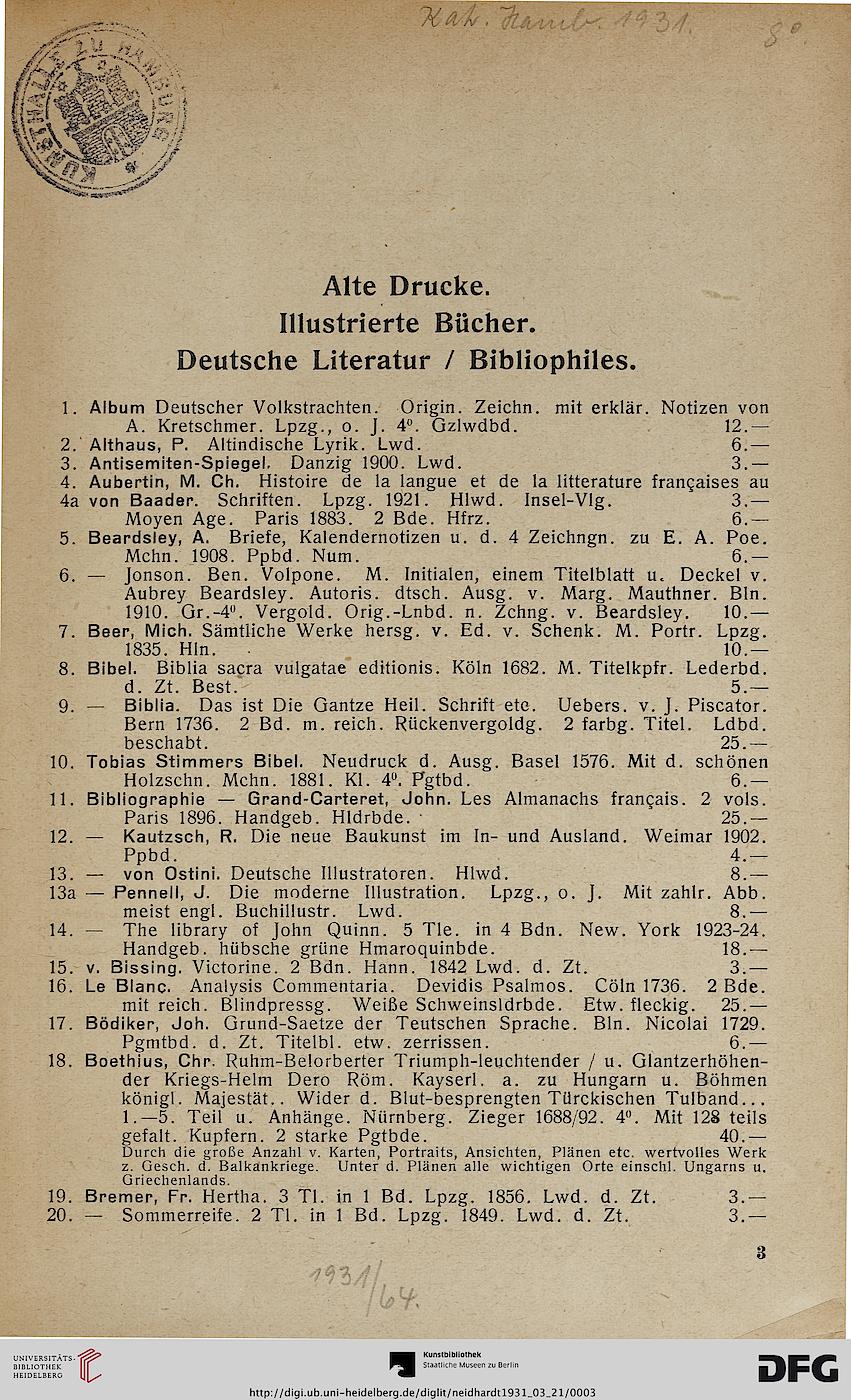 Kat. Hamb. 1931. 8°
KUNSTHALLE ZU HAMBURG
Alte Drucke.
Illustrierte Bücher.
Deutsche Literatur / Bibliophiles.
1. Album Deutscher Volkstrachten. Origin. Zeichn. mit erklär. Notizen von
A. Kretschmer. Lpzg., o. J. 4⁰. Gzlwdbd. 12.—
2. Althaus, P. Altindische Lyrik. Lwd. 6.—
3. Antisemiten-Spiegel. Danzig 1900. Lwd. 3.—
4. Aubertin, M. Ch. Histoire de la langue et de la litterature françaises au
4a von Baader. Schriften. Lpzg. 1921. Hlwd. Insel-Vlg. 3.—
Moyen Age. Paris 1883. 2 Bde. Hfrz. 6.—
5. Beardsley, A. Briefe, Kalendernotizen u. d. 4 Zeichngn. zu E. A. Poe.
Mchn. 1908. Ppbd. Num. 6.—
6. — Jonson. Ben. Volpone. M. Initialen, einem Titelblatt u. Deckel v.
Aubrey Beardsley. Autoris. dtsch. Ausg. v. Marg. Mauthner. Bln.
1910. Gr.-4⁰. Vergold. Orig.-Lnbd. n. Zchng. v. Beardsley. 10.—
7. Beer, Mich. Sämtliche Werke hersg. v. Ed. v. Schenk. M. Portr. Lpzg.
1835. Hln. 10.—
8. Bibel. Biblia sacra vulgatae editionis. Köln 1682. M. Titelkpfr. Lederbd.
d. Zt. Best. 5.—
9. — Biblia. Das ist Die Gantze Heil. Schrift etc. Uebers. v. J. Piscator.
Bern 1736. 2 Bd. m. reich. Rückenvergoldg. 2 farbg. Titel. Ldbd.
beschabt. 25.—
10. Tobias Stimmers Bibel. Neudruck d. Ausg. Basel 1576. Mit d. schönen
Holzschn. Mchn. 1881. Kl. 4⁰. Pgtbd. 6.—
11. Bibliographie — Grand-Carteret, John. Les Almanachs français. 2 vols.
Paris 1896. Handgeb. Hldrbde. 25.—
12. — Kautzsch, R. Die neue Baukunst im In- und Ausland. Weimar 1902.
Ppbd. 4.—
13. — von Ostini. Deutsche Illustratoren. Hlwd. 8.—
13a — Pennell, J. Die moderne Illustration. Lpzg., o. J. Mit zahlr. Abb.
meist engl. Buchillustr. Lwd. 8.—
14. — The library of John Quinn. 5 Tle. in 4 Bdn. New. York 1923-24.
Handgeb. hübsche grüne Hmaroquinbde. 18.—
15. v. Bissing. Victorine. 2 Bdn. Hann. 1842 Lwd. d. Zt. 3.—
16. Le Blanc. Analysis Commentaria. Devidis Psalmos. Cöln 1736. 2 Bde.
mit reich. Blindpressg. Weiße Schweinsldrbde. Etw. fleckig. 25.—
17. Bödiker, Joh. Grund-Saetze der Teutschen Sprache. Bln. Nicolai 1729.
Pgmtbd. d. Zt. Titelbl. etw. zerrissen. 6.—
18. Boethius, Chr. Ruhm-Belorberter Triumph-leuchtender / u. Glantzerhöhen-
der Kriegs-Helm Dero Röm. Kayserl. a. zu Hungarn u. Böhmen
königl. Majestät.. Wider d. Blut-besprengten Türckischen Tulband...
1.—5. Teil u. Anhänge. Nürnberg. Zieger 1688/92. 4⁰. Mit 128 teils
gefalt. Kupfern. 2 starke Pgtbde. 40.—
Durch die große Anzahl v. Karten, Portraits, Ansichten, Plänen etc. wertvolles Werk
z. Gesch. d. Balkankriege. Unter d. Plänen alle wichtigen Orte einschl. Ungarns u.
Griechenlands.
19. Bremer, Fr. Hertha. 3 Tl. in 1 Bd. Lpzg. 1856. Lwd. d. Zt. 3.—
20. — Sommerreife. 2 Tl. in 1 Bd. Lpzg. 1849. Lwd. d. Zt. 3.—
3
1931/64.
UNIVERSITÄTS-
BIBLIOTHEK
HEIDELBERG
Kunstbibliothek
Staatliche Museen zu Berlin
DFG
http://digi.ub.uni-heidelberg.de/diglit/neidhardt1931_03_21/0003